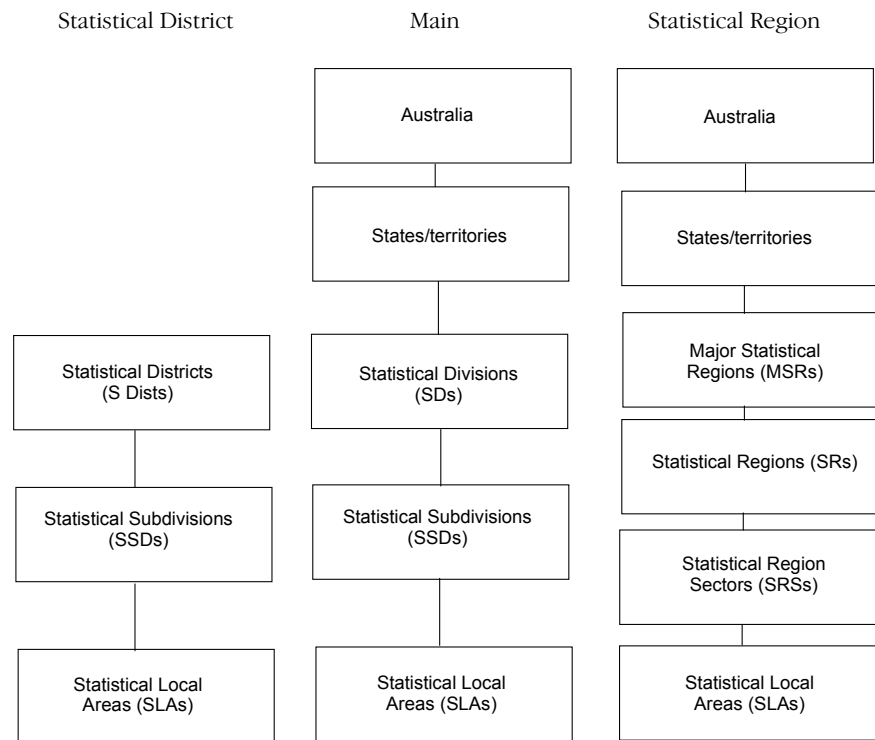 Statistical District
Main
Statistical Region
Australia
Australia
States/territories
States/territories
Statistical Districts
(S Dists)
Statistical Divisions
(SDs)
Major Statistical
Regions (MSRs)
Statistical Regions (SRs)
Statistical Subdivisions
(SSDs)
Statistical Subdivisions
(SSDs)
Statistical Region
Sectors (SRSs)
Statistical Local
Areas (SLAs)
Statistical Local
Areas (SLAs)
Statistical Local
Areas (SLAs)